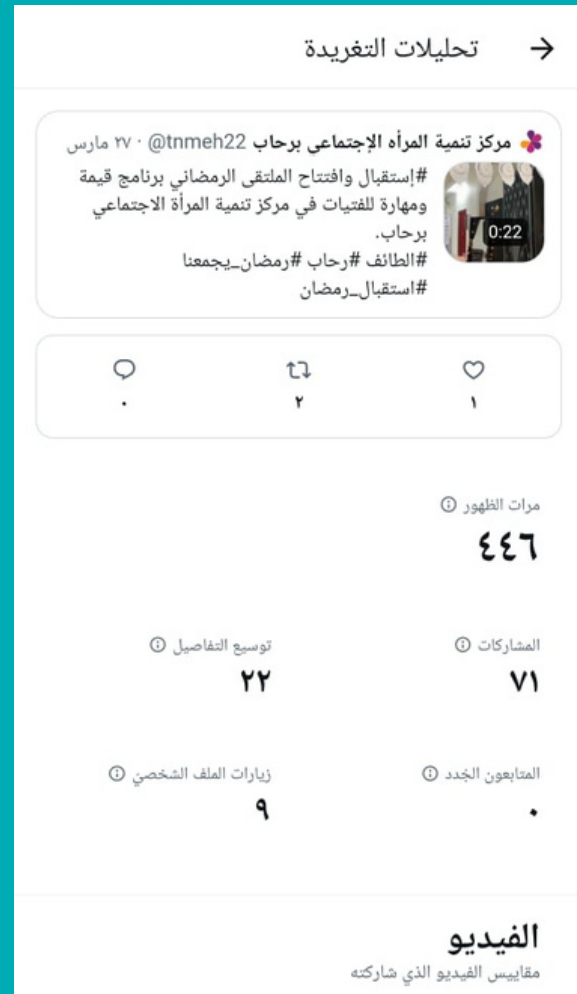 تحليلات التغريدة
مركز تنمية المرأه الإجتماعي برحاب @tnmeh22 · ٢٧ مارس
#إستقبال وافتتاح الملتقى الرمضاني برنامج قيمة
ومهارة للفتيات في مركز تنمية المرأة الاجتماعي
برحاب.
#الطائف #رحاب #رمضان_يجمعنا
#استقبال_رمضان
0:22
١ ٢ ٠
مرات الظهور
٤٤٦
المشاركات توسيع التفاصيل
٧١ ٢٢
المتابعون الجُدد زيارات الملف الشخصيّ
٠ ٩
الفيديو
مقاييس الفيديو الذي شاركته